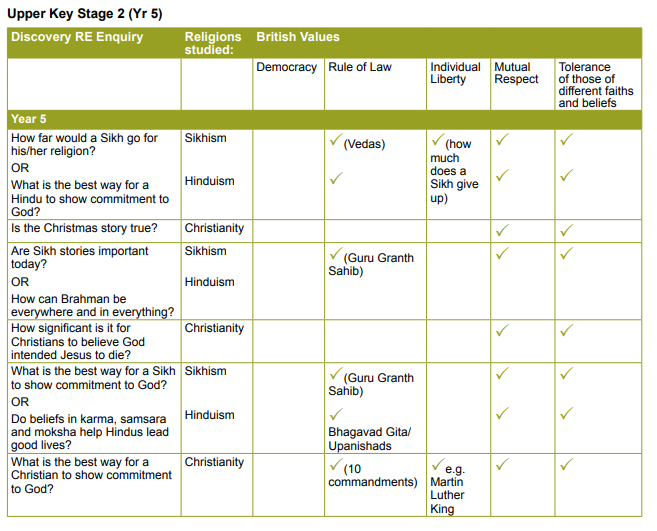 Upper Key Stage 2 (Yr 5)
Discovery RE Enquiry
Religions
studied:
British Values
Democracy
Rule of Law
Individual
Liberty
Mutual
Respect
Tolerance
of those of
different faiths
and beliefs
Year 5
How far would a Sikh go for
his/her religion?
OR
What is the best way for a
Hindu to show commitment to
God?
Sikhism
Hinduism
✓ (Vedas)
✓
✓ (how
much
does a
Sikh give
up)
✓
✓
✓
✓
Is the Christmas story true?
Christianity
✓
✓
Are Sikh stories important
today?
OR
How can Brahman be
everywhere and in everything?
Sikhism
Hinduism
✓ (Guru Granth
Sahib)
✓
✓
How significant is it for
Christians to believe God
intended Jesus to die?
Christianity
✓
✓
What is the best way for a Sikh
to show commitment to God?
OR
Do beliefs in karma, samsara
and moksha help Hindus lead
good lives?
Sikhism
Hinduism
✓ (Guru Granth
Sahib)
✓
Bhagavad Gita/
Upanishads
✓
✓
✓
✓
What is the best way for a
Christian to show commitment
to God?
Christianity
✓ (10
commandments)
✓ e.g.
Martin
Luther
King
✓
✓